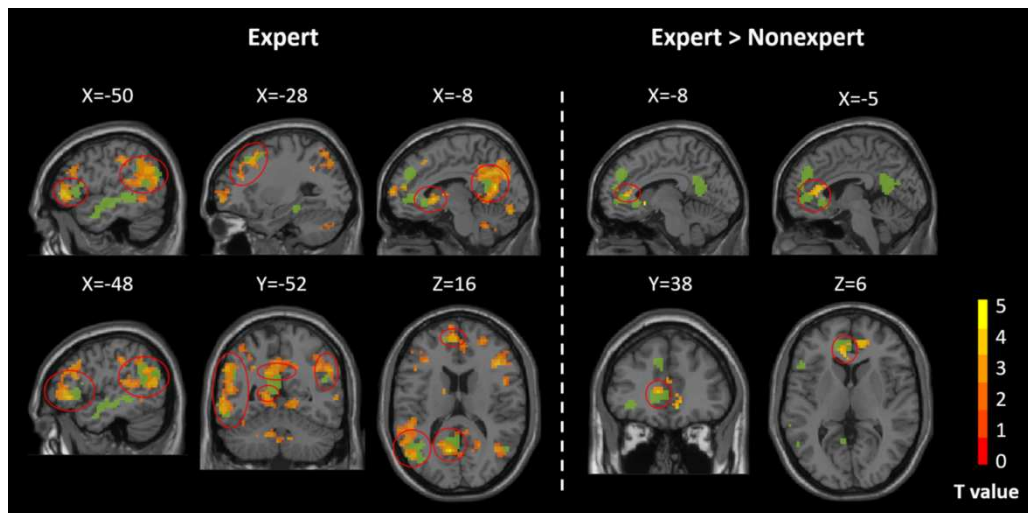 Expert
Expert > Nonexpert
X=-50
X=-28
X=-8
X=-8
X=-5
X=-48
Y=-52
Z=16
Y=38
Z=6
5
4
3
2
1
0
T value